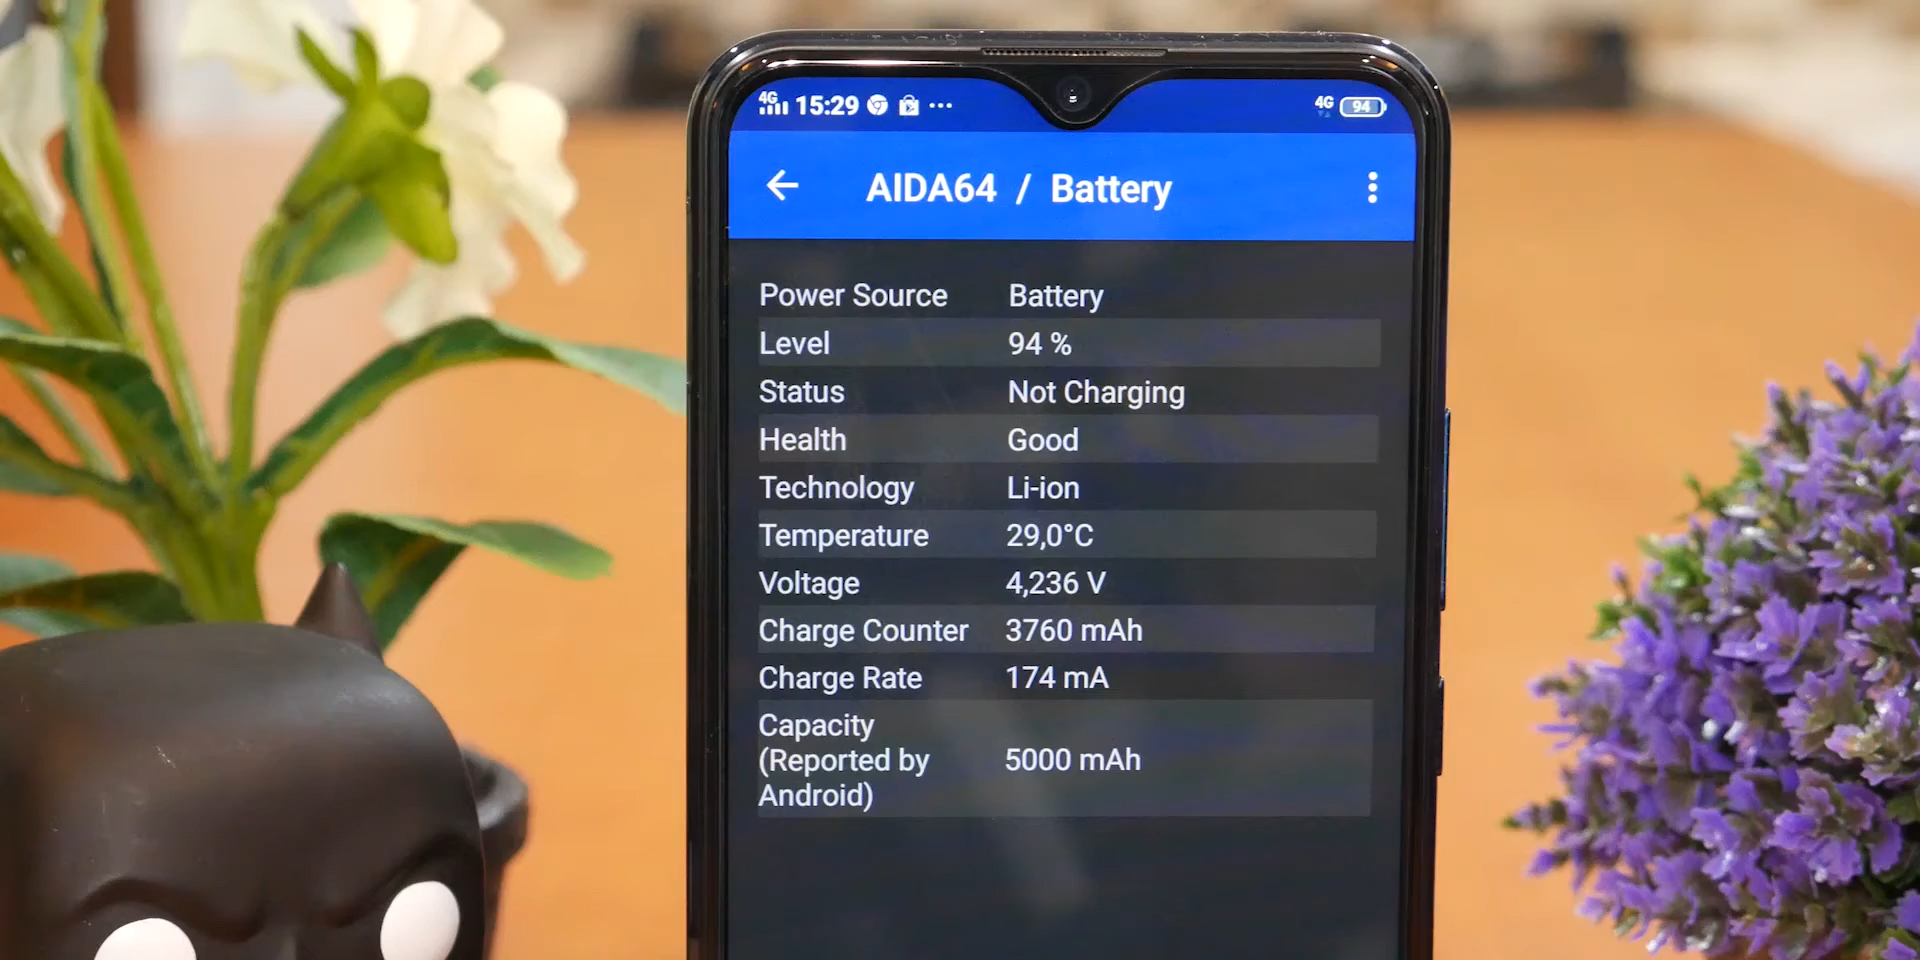 4G 15:29 ... 4G 94
AIDA64 / Battery
Power Source Battery
Level 94 %
Status Not Charging
Health Good
Technology Li-ion
Temperature 29,0°C
Voltage 4,236 V
Charge Counter 3760 mAh
Charge Rate 174 mA
Capacity
(Reported by 5000 mAh
Android)